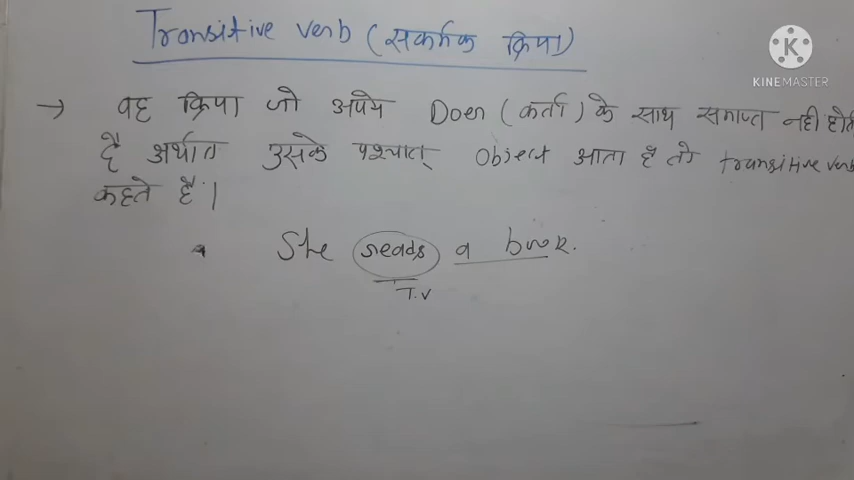 Transitive verb (सकर्मक क्रिया)
KINEMASTER
→ वह क्रिया जो अपये Doer (कर्ता) के साथ समाप्त नही होती
है अर्थात उसके पश्चात् object आता है तो transitive verb
कहते है।
She reads a book.
T.V